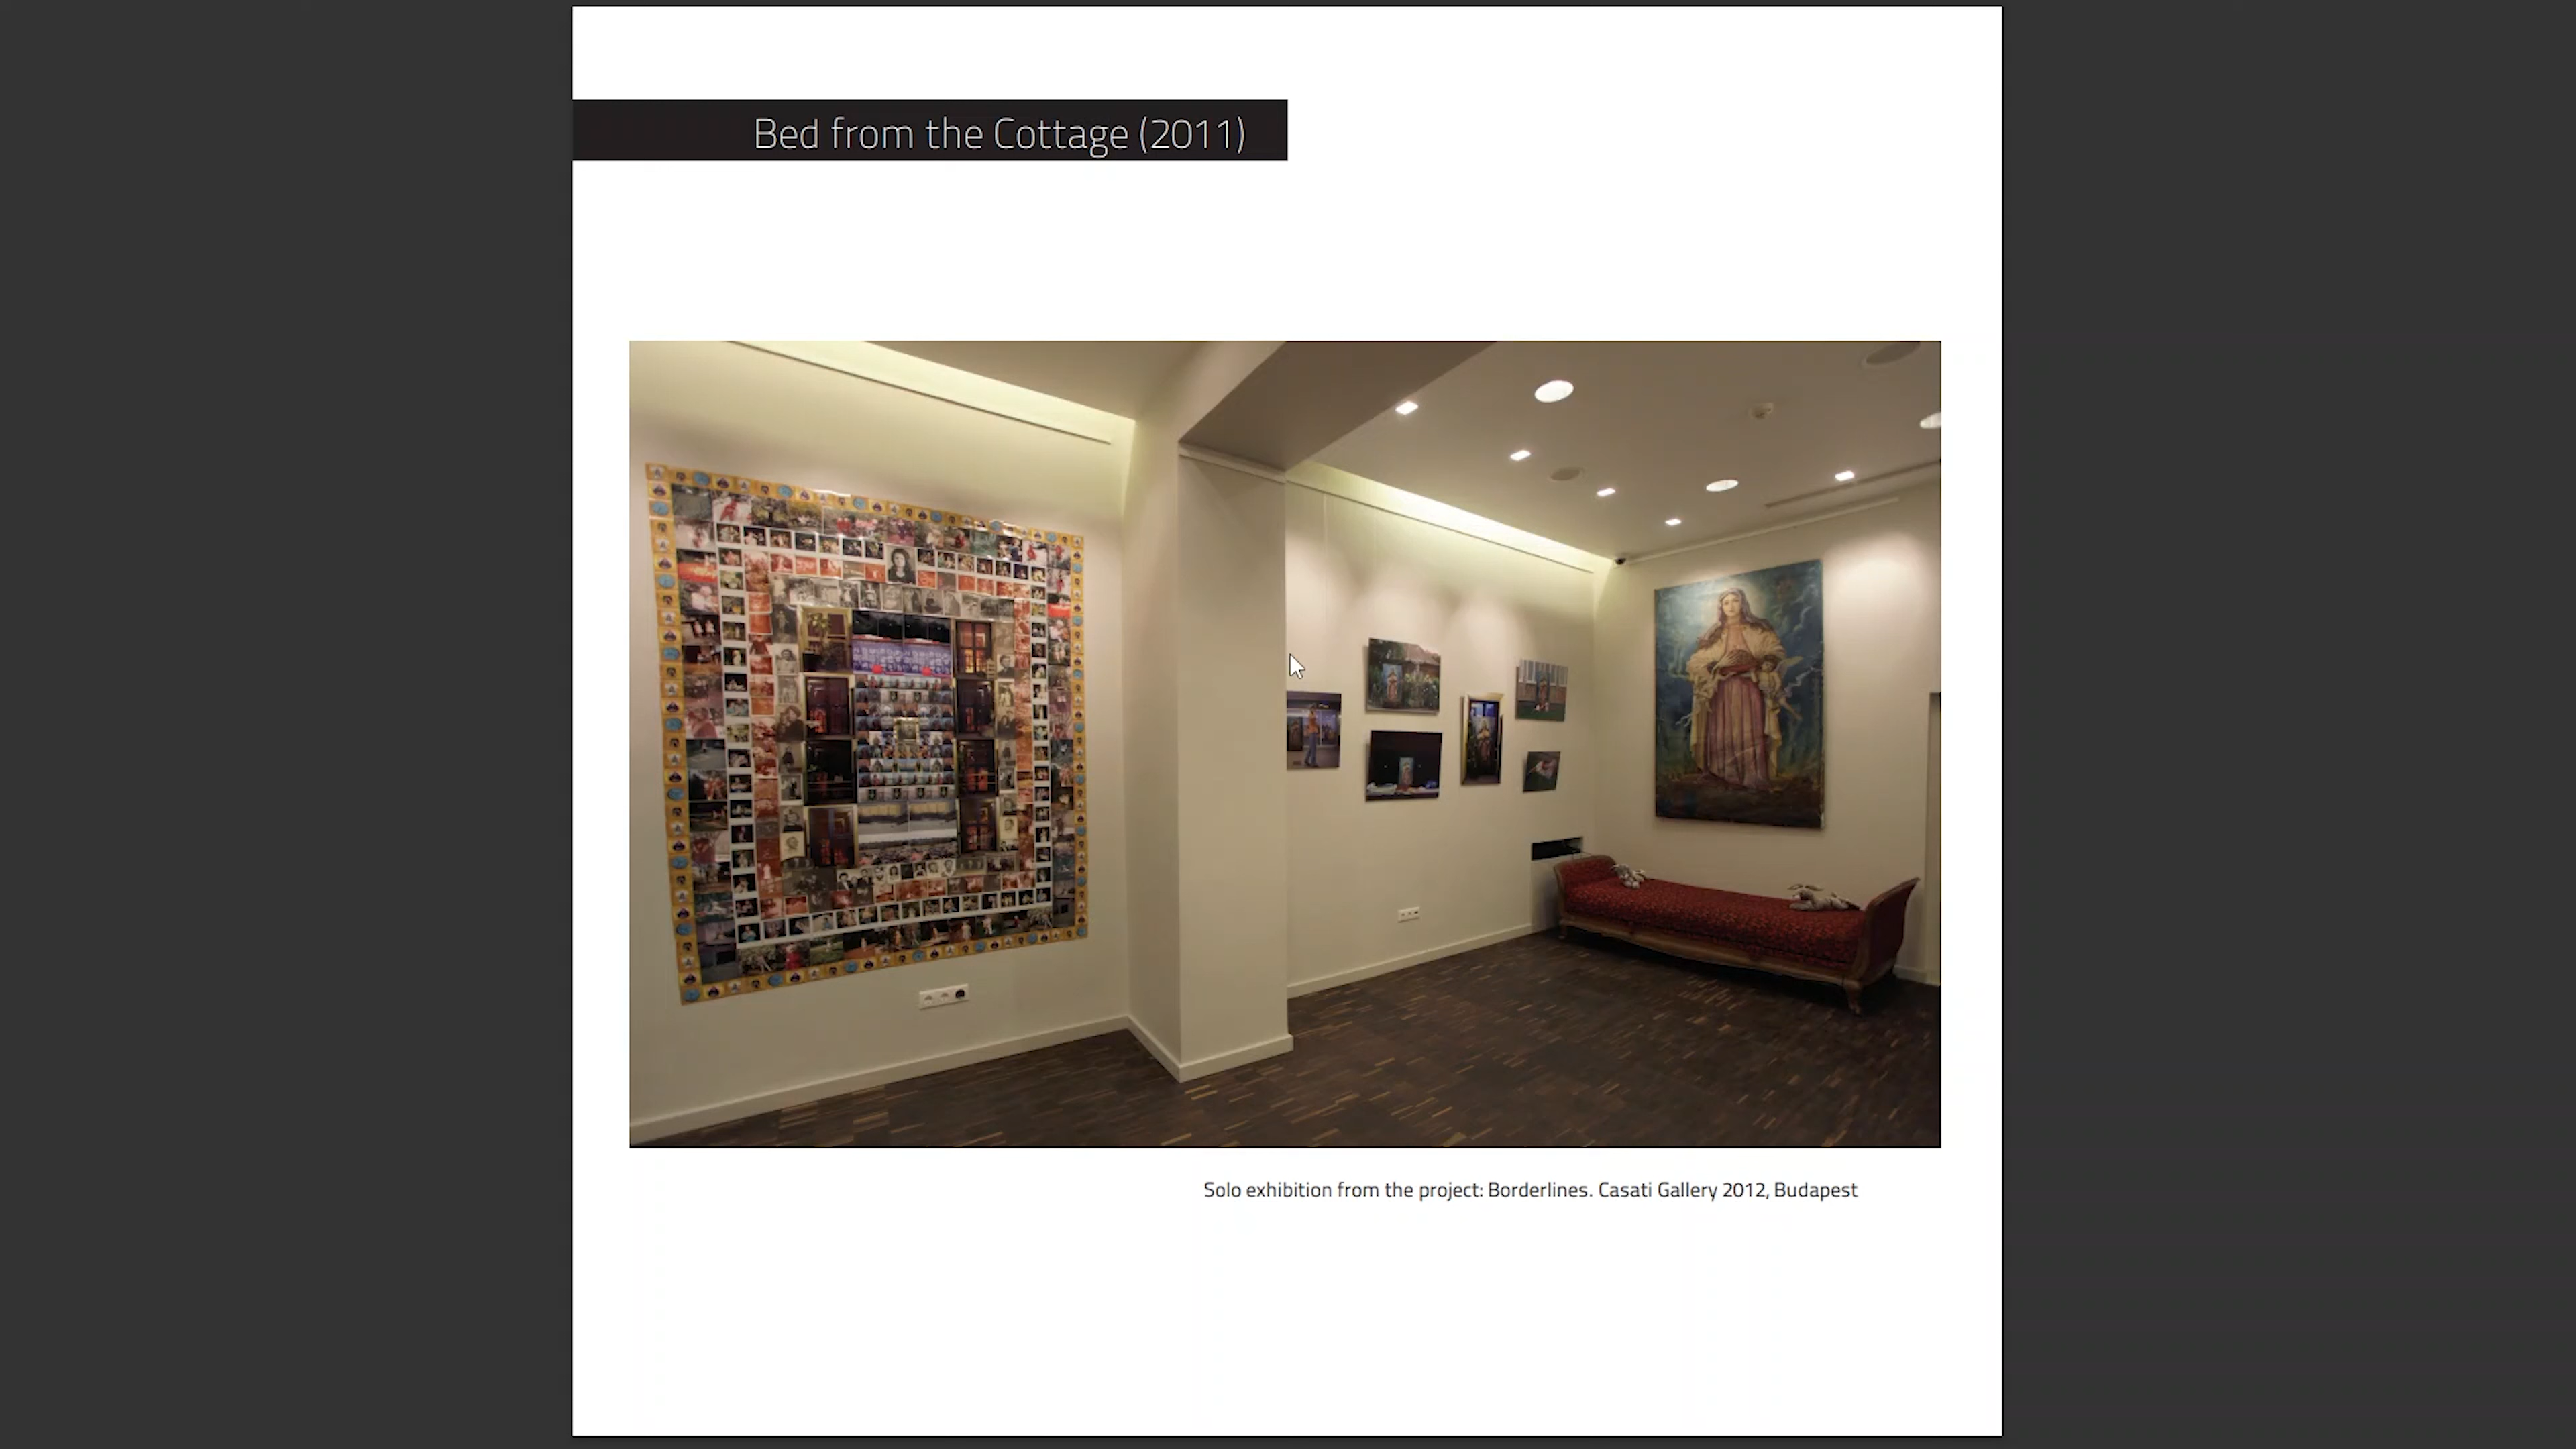 Bed from the Cottage (2011)
Solo exhibition from the project: Borderlines. Casati Gallery 2012, Budapest